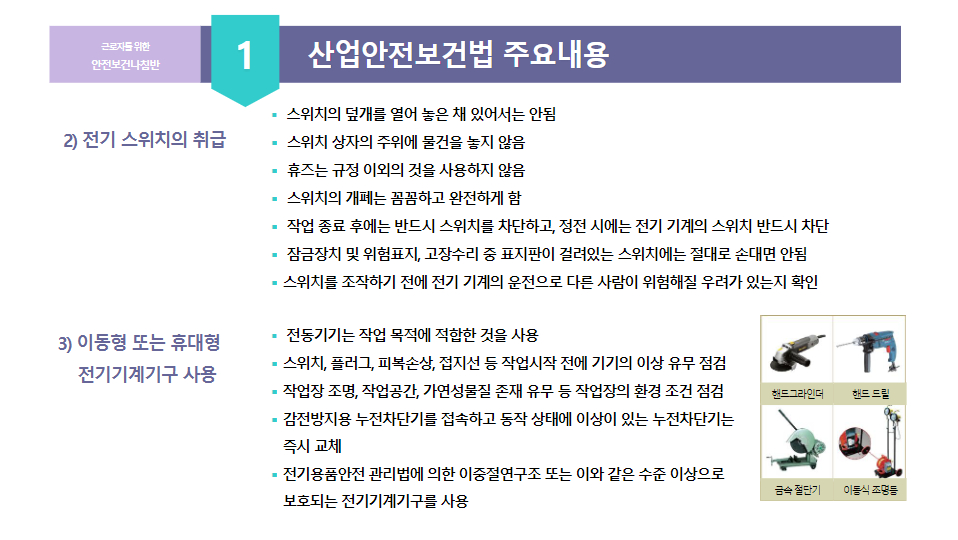 근로자를 위한
안전보건나침반
1
산업안전보건법 주요내용
2) 전기 스위치의 취급
▪ 스위치의 덮개를 열어 놓은 채 있어서는 안됨
▪ 스위치 상자의 주위에 물건을 놓지 않음
▪ 휴즈는 규정 이외의 것을 사용하지 않음
▪ 스위치의 개폐는 꼼꼼하고 완전하게 함
▪ 작업 종료 후에는 반드시 스위치를 차단하고, 정전 시에는 전기 기계의 스위치 반드시 차단
▪ 잠금장치 및 위험표지, 고장수리 중 표지판이 걸려있는 스위치에는 절대로 손대면 안됨
▪ 스위치를 조작하기 전에 전기 기계의 운전으로 다른 사람이 위험해질 우려가 있는지 확인
3) 이동형 또는 휴대형
전기기계기구 사용
▪ 전동기기는 작업 목적에 적합한 것을 사용
▪ 스위치, 플러그, 피복손상, 접지선 등 작업시작 전에 기기의 이상 유무 점검
▪ 작업장 조명, 작업공간, 가연성물질 존재 유무 등 작업장의 환경 조건 점검
▪ 감전방지용 누전차단기를 접속하고 동작 상태에 이상이 있는 누전차단기는
즉시 교체
▪ 전기용품안전 관리법에 의한 이중절연구조 또는 이와 같은 수준 이상으로
보호되는 전기기계기구를 사용
핸드그라인더
핸드 드릴
금속 절단기
이동식 조명등